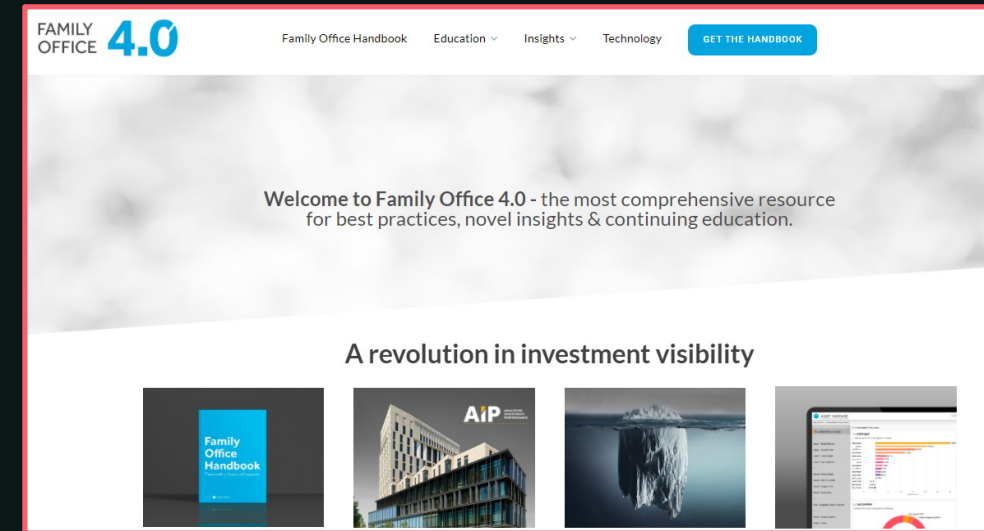 FAMILY
OFFICE 4.0
Family Office Handbook Education Insights Technology GET THE HANDBOOK
Welcome to Family Office 4.0 - the most comprehensive resource
for best practices, novel insights & continuing education.
A revolution in investment visibility
Family
Office
Handbook
AiP